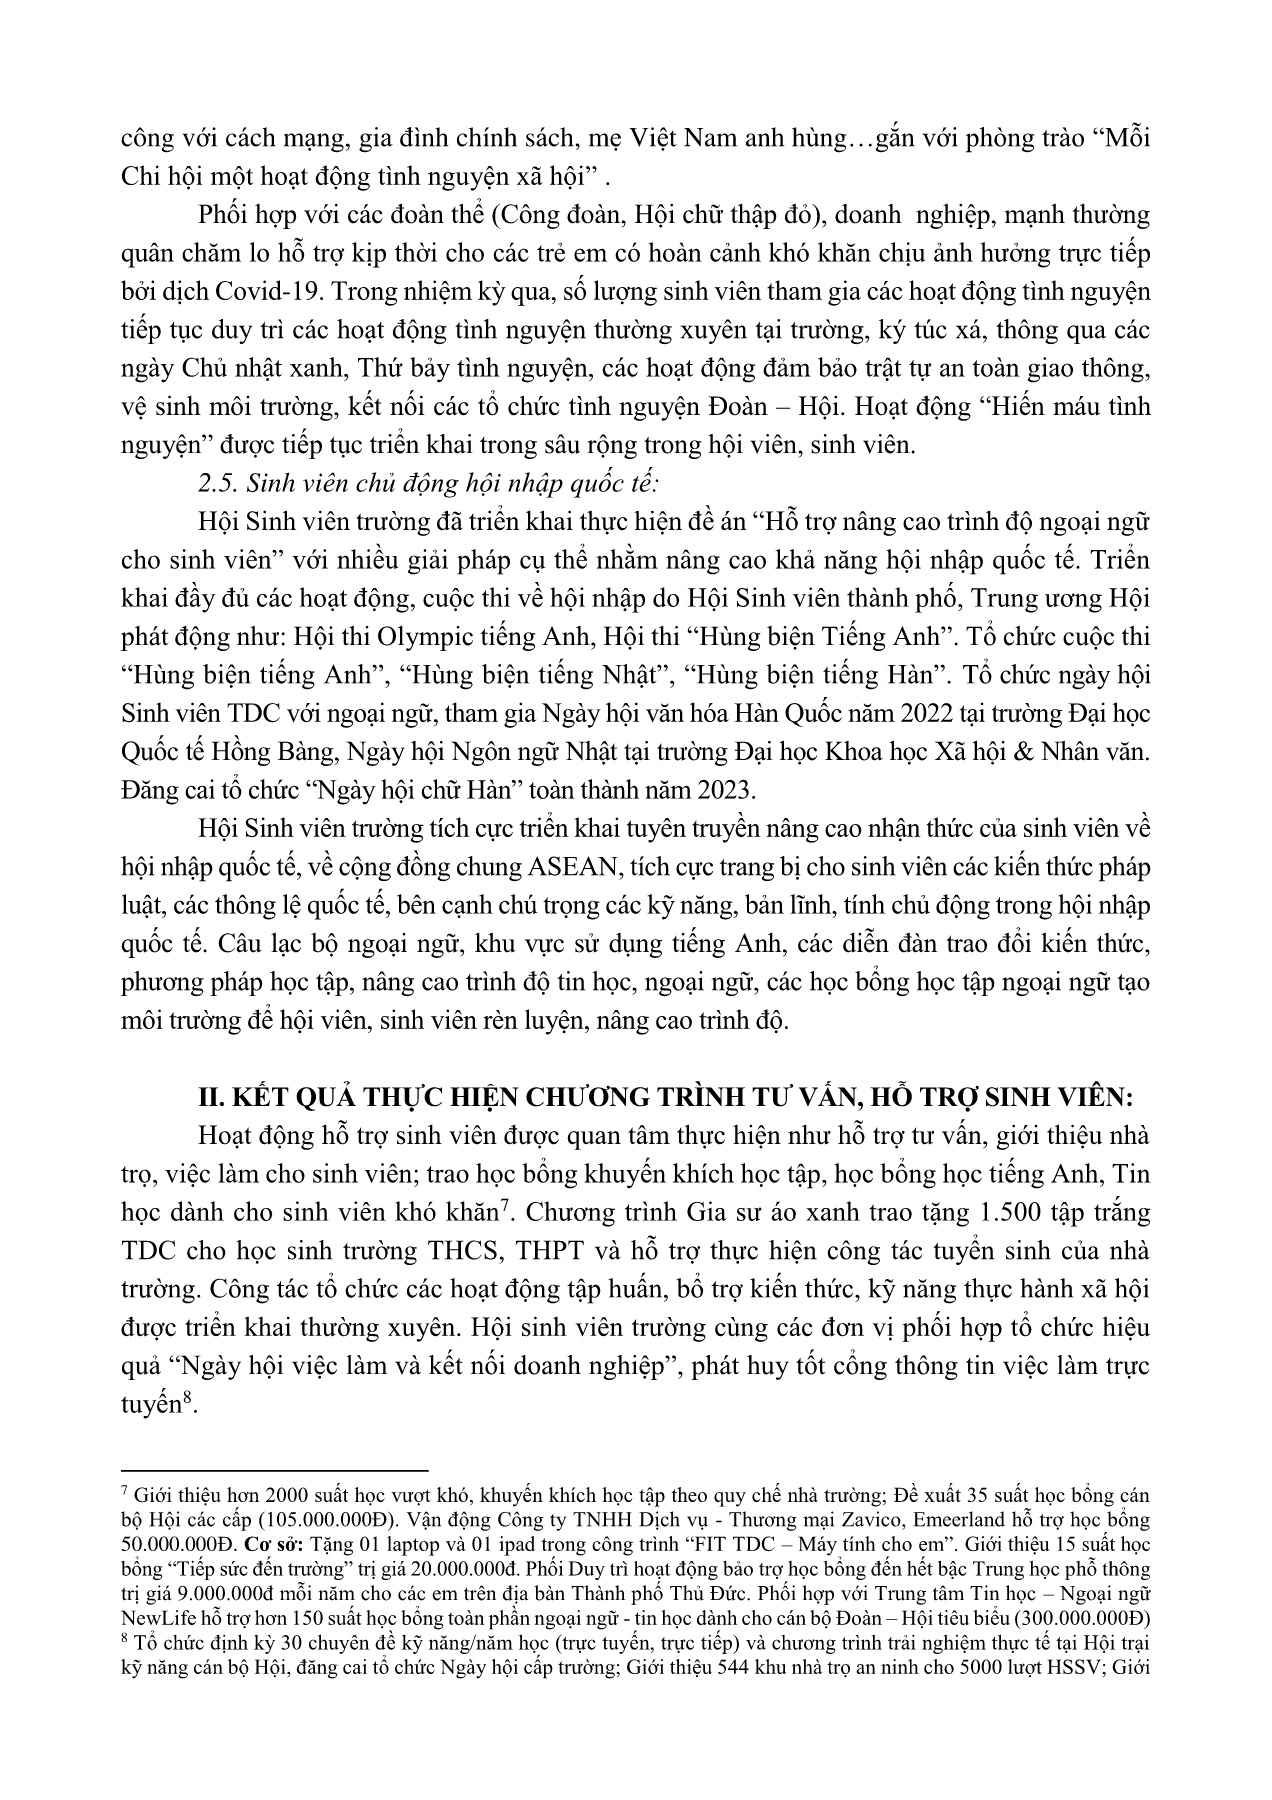 công với cách mạng, gia đình chính sách, mẹ Việt Nam anh hùng…gắn với phòng trào “Mỗi
Chi hội một hoạt động tình nguyện xã hội” .
Phối hợp với các đoàn thể (Công đoàn, Hội chữ thập đỏ), doanh nghiệp, mạnh thường
quân chăm lo hỗ trợ kịp thời cho các trẻ em có hoàn cảnh khó khăn chịu ảnh hưởng trực tiếp
bởi dịch Covid-19. Trong nhiệm kỳ qua, số lượng sinh viên tham gia các hoạt động tình nguyện
tiếp tục duy trì các hoạt động tình nguyện thường xuyên tại trường, ký túc xá, thông qua các
ngày Chủ nhật xanh, Thứ bảy tình nguyện, các hoạt động đảm bảo trật tự an toàn giao thông,
vệ sinh môi trường, kết nối các tổ chức tình nguyện Đoàn – Hội. Hoạt động “Hiến máu tình
nguyện” được tiếp tục triển khai trong sâu rộng trong hội viên, sinh viên.
2.5. Sinh viên chủ động hội nhập quốc tế:
Hội Sinh viên trường đã triển khai thực hiện đề án “Hỗ trợ nâng cao trình độ ngoại ngữ
cho sinh viên” với nhiều giải pháp cụ thể nhằm nâng cao khả năng hội nhập quốc tế. Triển
khai đầy đủ các hoạt động, cuộc thi về hội nhập do Hội Sinh viên thành phố, Trung ương Hội
phát động như: Hội thi Olympic tiếng Anh, Hội thi “Hùng biện Tiếng Anh”. Tổ chức cuộc thi
“Hùng biện tiếng Anh”, “Hùng biện tiếng Nhật”, “Hùng biện tiếng Hàn”. Tổ chức ngày hội
Sinh viên TDC với ngoại ngữ, tham gia Ngày hội văn hóa Hàn Quốc năm 2022 tại trường Đại học
Quốc tế Hồng Bàng, Ngày hội Ngôn ngữ Nhật tại trường Đại học Khoa học Xã hội & Nhân văn.
Đăng cai tổ chức “Ngày hội chữ Hàn” toàn thành năm 2023.
Hội Sinh viên trường tích cực triển khai tuyên truyền nâng cao nhận thức của sinh viên về
hội nhập quốc tế, về cộng đồng chung ASEAN, tích cực trang bị cho sinh viên các kiến thức pháp
luật, các thông lệ quốc tế, bên cạnh chú trọng các kỹ năng, bản lĩnh, tính chủ động trong hội nhập
quốc tế. Câu lạc bộ ngoại ngữ, khu vực sử dụng tiếng Anh, các diễn đàn trao đổi kiến thức,
phương pháp học tập, nâng cao trình độ tin học, ngoại ngữ, các học bổng học tập ngoại ngữ tạo
môi trường để hội viên, sinh viên rèn luyện, nâng cao trình độ.
II. KẾT QUẢ THỰC HIỆN CHƯƠNG TRÌNH TƯ VẤN, HỖ TRỢ SINH VIÊN:
Hoạt động hỗ trợ sinh viên được quan tâm thực hiện như hỗ trợ tư vấn, giới thiệu nhà
trọ, việc làm cho sinh viên; trao học bổng khuyến khích học tập, học bổng học tiếng Anh, Tin
học dành cho sinh viên khó khăn⁷. Chương trình Gia sư áo xanh trao tặng 1.500 tập trắng
TDC cho học sinh trường THCS, THPT và hỗ trợ thực hiện công tác tuyển sinh của nhà
trường. Công tác tổ chức các hoạt động tập huấn, bổ trợ kiến thức, kỹ năng thực hành xã hội
được triển khai thường xuyên. Hội sinh viên trường cùng các đơn vị phối hợp tổ chức hiệu
quả “Ngày hội việc làm và kết nối doanh nghiệp”, phát huy tốt cổng thông tin việc làm trực
tuyến⁸.
⁷ Giới thiệu hơn 2000 suất học vượt khó, khuyến khích học tập theo quy chế nhà trường; Đề xuất 35 suất học bổng cán
bộ Hội các cấp (105.000.000Đ). Vận động Công ty TNHH Dịch vụ - Thương mại Zavico, Emeerland hỗ trợ học bổng
50.000.000Đ. Cơ sở: Tặng 01 laptop và 01 ipad trong công trình “FIT TDC – Máy tính cho em”. Giới thiệu 15 suất học
bổng “Tiếp sức đến trường” trị giá 20.000.000đ. Phối Duy trì hoạt động bảo trợ học bổng đến hết bậc Trung học phổ thông
trị giá 9.000.000đ mỗi năm cho các em trên địa bàn Thành phố Thủ Đức. Phối hợp với Trung tâm Tin học – Ngoại ngữ
NewLife hỗ trợ hơn 150 suất học bổng toàn phần ngoại ngữ - tin học dành cho cán bộ Đoàn – Hội tiêu biểu (300.000.000Đ)
⁸ Tổ chức định kỳ 30 chuyên đề kỹ năng/năm học (trực tuyến, trực tiếp) và chương trình trải nghiệm thực tế tại Hội trại
kỹ năng cán bộ Hội, đăng cai tổ chức Ngày hội cấp trường; Giới thiệu 544 khu nhà trọ an ninh cho 5000 lượt HSSV; Giới